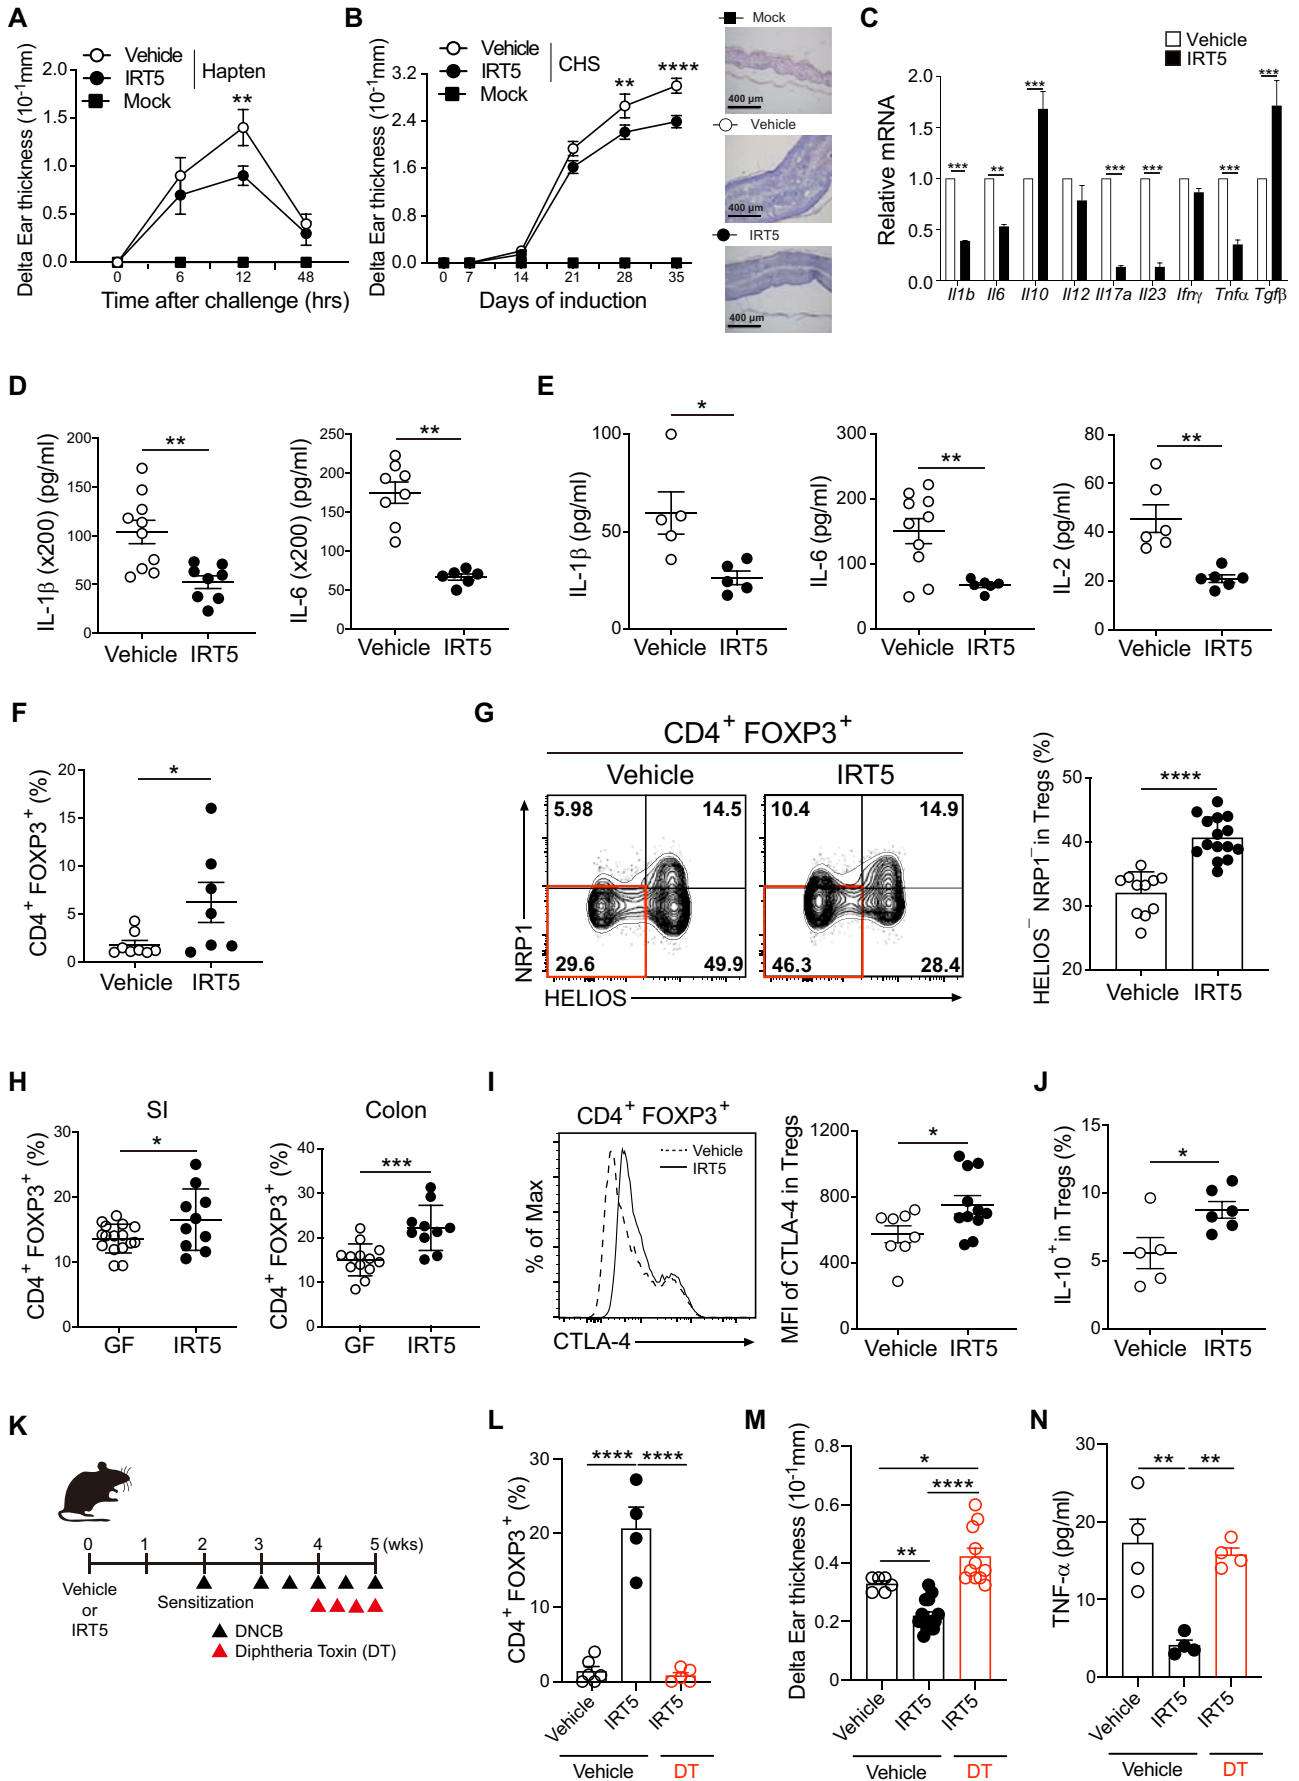 A
Vehicle
IRT5
Mock
Hapten
Delta Ear thickness (10⁻¹mm)
2.0
1.5
1.0
0.5
0.0
**
0 6 12 48
Time after challenge (hrs)
B
Vehicle
IRT5
Mock
CHS
Delta Ear thickness (10⁻¹mm)
3.2
2.4
1.6
0.8
0.0
** ****
0 7 14 21 28 35
Days of induction
Mock
400 µm
Vehicle
400 µm
IRT5
400 µm
C
Vehicle
IRT5
Relative mRNA
2.0
1.5
1.0
0.5
0.0
*** ** *** *** *** *** ***
Il1b Il6 Il10 Il12 Il17a Il23 Ifnγ Tnfα Tgfβ
D
IL-1β (x200) (pg/ml)
200
150
100
50
0
**
Vehicle IRT5
IL-6 (x200) (pg/ml)
250
200
150
100
50
0
**
Vehicle IRT5
E
IL-1β (pg/ml)
100
50
0
*
Vehicle IRT5
IL-6 (pg/ml)
300
200
100
0
**
Vehicle IRT5
IL-2 (pg/ml)
80
60
40
20
0
**
Vehicle IRT5
F
CD4⁺ FOXP3⁺ (%)
20
15
10
5
0
*
Vehicle IRT5
G
CD4⁺ FOXP3⁺
Vehicle IRT5
5.98 14.5
29.6 49.9
10.4 14.9
46.3 28.4
NRP1
HELIOS
HELIOS⁻ NRP1⁻ in Tregs (%)
50
40
30
20
****
Vehicle IRT5
H
SI
CD4⁺ FOXP3⁺ (%)
30
20
10
0
*
GF IRT5
Colon
CD4⁺ FOXP3⁺ (%)
40
30
20
10
0
***
GF IRT5
I
CD4⁺ FOXP3⁺
Vehicle
IRT5
% of Max
CTLA-4
MFI of CTLA-4 in Tregs
1200
800
400
0
*
Vehicle IRT5
J
IL-10⁺ in Tregs (%)
15
10
5
0
*
Vehicle IRT5
K
0 1 2 3 4 5 (wks)
Vehicle
or
IRT5
Sensitization
DNCB
Diphtheria Toxin (DT)
L
CD4⁺ FOXP3⁺ (%)
30
20
10
0
**** ****
Vehicle IRT5 IRT5
Vehicle DT
M
Delta Ear thickness (10⁻¹mm)
0.8
0.6
0.4
0.2
0
*
****
**
Vehicle IRT5 IRT5
Vehicle DT
N
TNF-α (pg/ml)
30
20
10
0
** **
Vehicle IRT5 IRT5
Vehicle DT